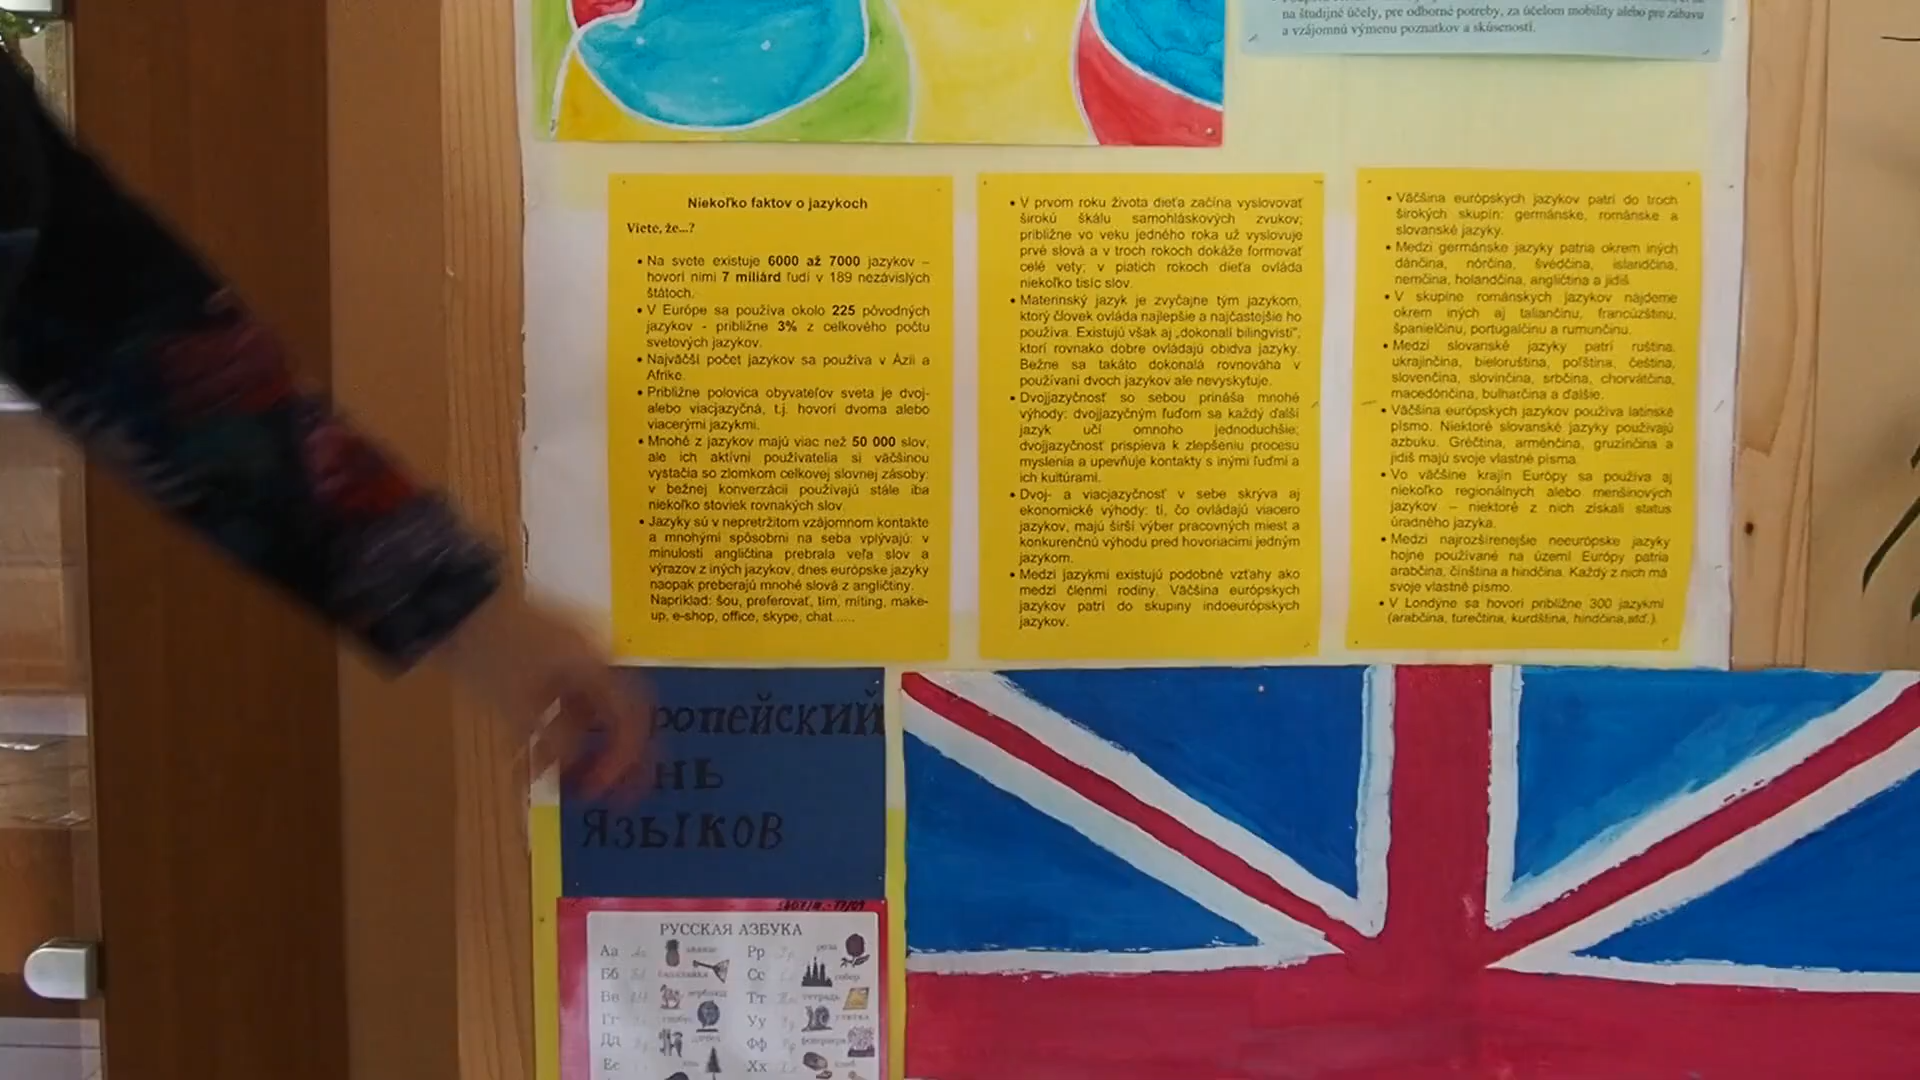 na študijné účely, pre odborné potreby, za účelom mobility alebo pre zábavu
a vzájomnú výmenu poznatkov a skúseností.
Niekoľko faktov o jazykoch
Viete, že...?
• Na svete existuje 6000 až 7000 jazykov –
hovorí nimi 7 miliárd ľudí v 189 nezávislých
štátoch.
• V Európe sa používa okolo 225 pôvodných
jazykov - približne 3% z celkového počtu
svetových jazykov.
• Najväčší počet jazykov sa používa v Ázii a
Afrike.
• Približne polovica obyvateľov sveta je dvoj-
alebo viacjazyčná, t.j. hovorí dvoma alebo
viacerými jazykmi.
• Mnohé z jazykov majú viac než 50 000 slov,
ale ich aktívni používatelia si väčšinou
vystačia so zlomkom celkovej slovnej zásoby:
v bežnej konverzácii používajú stále iba
niekoľko stoviek rovnakých slov.
• Jazyky sú v nepretržitom vzájomnom kontakte
a mnohými spôsobmi na seba vplývajú: v
minulosti angličtina prebrala veľa slov a
výrazov z iných jazykov, dnes európske jazyky
naopak preberajú mnohé slová z angličtiny.
Napríklad: šou, preferovať, tím, míting, make-
up, e-shop, office, skype, chat .....
• V prvom roku života dieťa začína vyslovovať
širokú škálu samohláskových zvukov;
približne vo veku jedného roka už vyslovuje
prvé slová a v troch rokoch dokáže formovať
celé vety; v piatich rokoch dieťa ovláda
niekoľko tisíc slov.
• Materinský jazyk je zvyčajne tým jazykom,
ktorý človek ovláda najlepšie a najčastejšie ho
používa. Existujú však aj „dokonalí bilingvisti",
ktorí rovnako dobre ovládajú obidva jazyky.
Bežne sa takáto dokonalá rovnováha v
používaní dvoch jazykov ale nevyskytuje.
• Dvojjazyčnosť so sebou prináša mnohé
výhody: dvojjazyčným ľuďom sa každý ďalší
jazyk učí omnoho jednoduchšie;
dvojjazyčnosť prispieva k zlepšeniu procesu
myslenia a upevňuje kontakty s inými ľuďmi a
ich kultúrami.
• Dvoj- a viacjazyčnosť v sebe skrýva aj
ekonomické výhody: tí, čo ovládajú viacero
jazykov, majú širší výber pracovných miest a
konkurenčnú výhodu pred hovoriacimi jedným
jazykom.
• Medzi jazykmi existujú podobné vzťahy ako
medzi členmi rodiny. Väčšina európskych
jazykov patrí do skupiny indoeurópskych
jazykov.
• Väčšina európskych jazykov patrí do troch
širokých skupín: germánske, románske a
slovanské jazyky.
• Medzi germánske jazyky patria okrem iných
dánčina, nórčina, švédčina, islandčina,
nemčina, holandčina, angličtina a jidiš.
• V skupine románskych jazykov nájdeme
okrem iných aj taliančinu, francúzštinu,
španielčinu, portugalčinu a rumunčinu.
• Medzi slovanské jazyky patrí ruština,
ukrajinčina, bieloruština, poľština, čeština,
slovenčina, slovinčina, srbčina, chorvátčina,
macedónčina, bulharčina a ďalšie.
• Väčšina európskych jazykov používa latinské
písmo. Niektoré slovanské jazyky používajú
azbuku. Gréčtina, arménčina, gruzínčina a
jidiš majú svoje vlastné písma.
• Vo väčšine krajín Európy sa používa aj
niekoľko regionálnych alebo menšinových
jazykov – niektoré z nich získali status
úradného jazyka.
• Medzi najrozšírenejšie neeurópske jazyky
hojne používané na území Európy patria
arabčina, čínština a hindčina. Každý z nich má
svoje vlastné písmo.
• V Londýne sa hovorí približne 300 jazykmi
(arabčina, turečtina, kurdština, hindčina,atď.).
ропейский
нь
языков
РУССКАЯ АЗБУКА
Аа ананас Рр роза
Бб балалайка Сс собор
Вв верблюд Тт тетрадь
Гг глобус Уу улитка
Дд Фф
Ее Хх хлеб